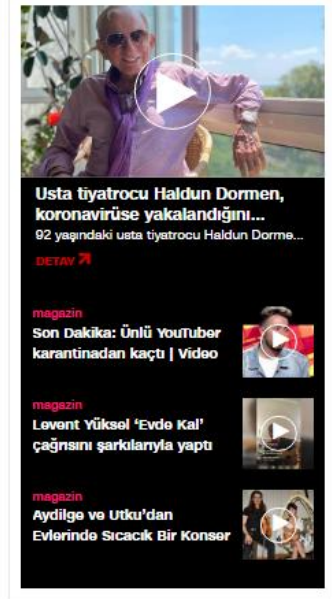 Usta tiyatrocu Haldun Dormen,
koronavirüse yakalandığını...
92 yaşındaki usta tiyatrocu Haldun Dorme...
DETAY
magazin
Son Dakika: Ünlü YouTuber
karantinadan kaçtı | Video
magazin
Levent Yüksel ‘Evde Kal’
çağrısını şarkılarıyla yaptı
magazin
Aydilge ve Utku’dan
Evlerinde Sıcacık Bir Konser